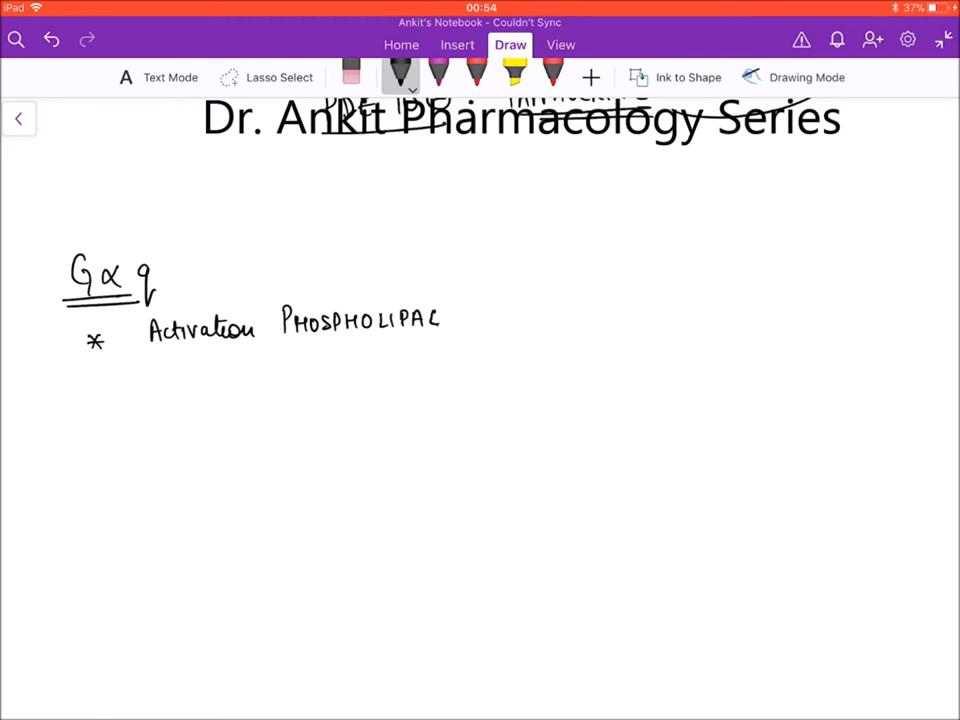 iPad 00:54 37%
Ankit's Notebook - Couldn't Sync
Home Insert Draw View
Text Mode Lasso Select Ink to Shape Drawing Mode
Dr. Ankit Pharmacology Series
Gα q
* Activation PHOSPHOLIPAC